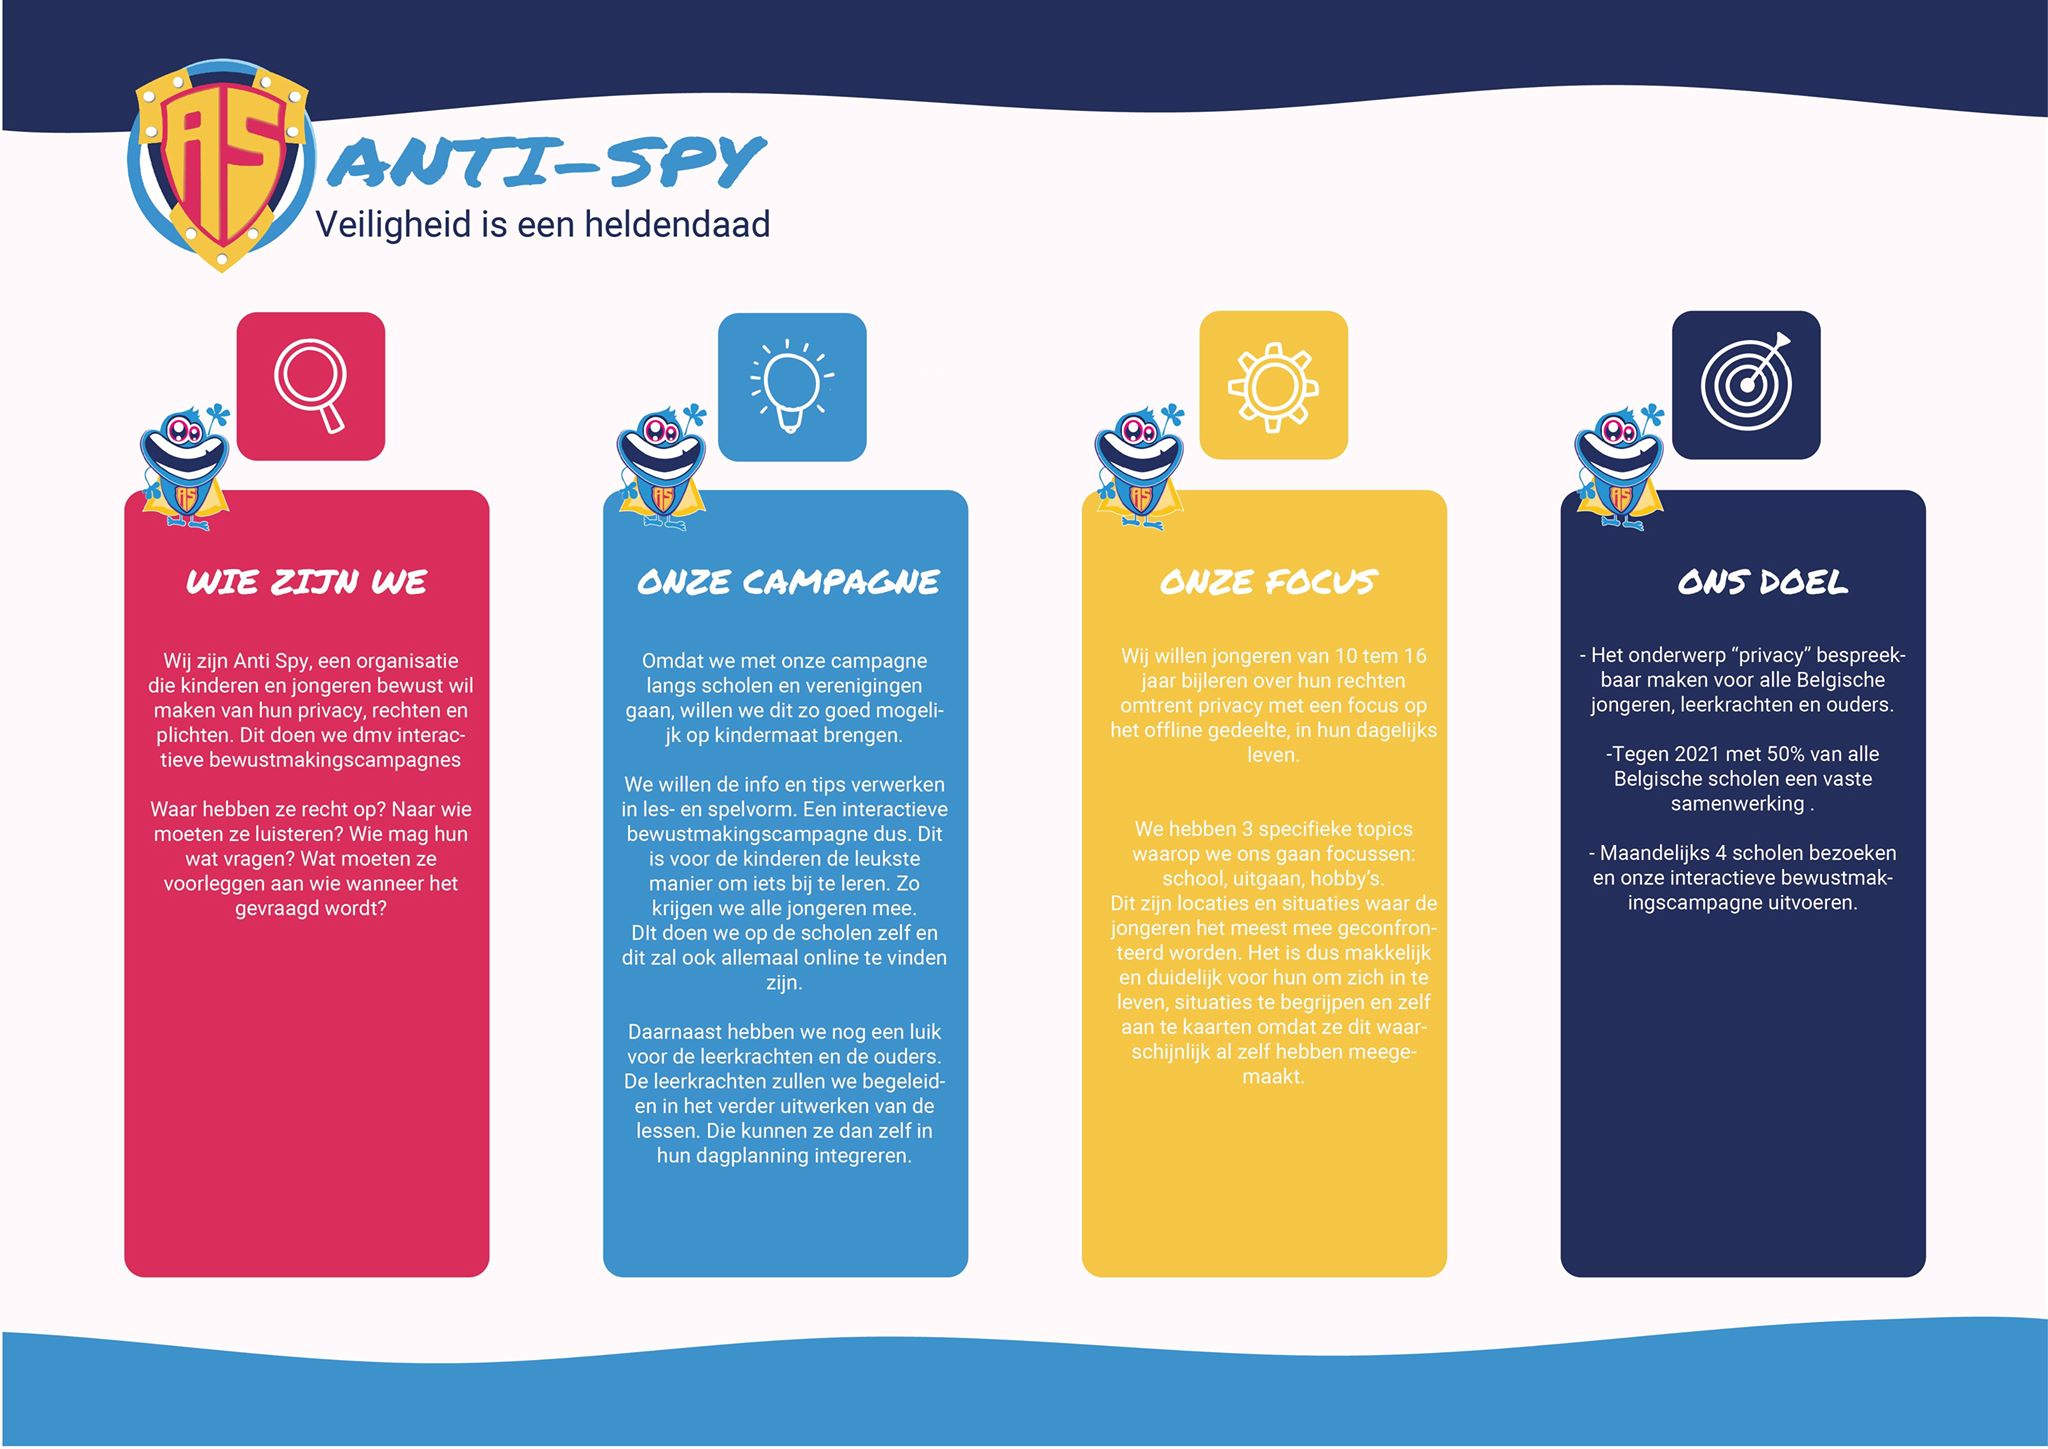 AS
ANTI-SPY
Veiligheid is een heldendaad
AS
WIE ZIJN WE
Wij zijn Anti Spy, een organisatie
die kinderen en jongeren bewust wil
maken van hun privacy, rechten en
plichten. Dit doen we dmv interac-
tieve bewustmakingscampagnes
Waar hebben ze recht op? Naar wie
moeten ze luisteren? Wie mag hun
wat vragen? Wat moeten ze
voorleggen aan wie wanneer het
gevraagd wordt?
AS
ONZE CAMPAGNE
Omdat we met onze campagne
langs scholen en verenigingen
gaan, willen we dit zo goed mogeli-
jk op kindermaat brengen.
We willen de info en tips verwerken
in les- en spelvorm. Een interactieve
bewustmakingscampagne dus. Dit
is voor de kinderen de leukste
manier om iets bij te leren. Zo
krijgen we alle jongeren mee.
DIt doen we op de scholen zelf en
dit zal ook allemaal online te vinden
zijn.
Daarnaast hebben we nog een luik
voor de leerkrachten en de ouders.
De leerkrachten zullen we begeleid-
en in het verder uitwerken van de
lessen. Die kunnen ze dan zelf in
hun dagplanning integreren.
AS
ONZE FOCUS
Wij willen jongeren van 10 tem 16
jaar bijleren over hun rechten
omtrent privacy met een focus op
het offline gedeelte, in hun dagelijks
leven.
We hebben 3 specifieke topics
waarop we ons gaan focussen:
school, uitgaan, hobby's.
Dit zijn locaties en situaties waar de
jongeren het meest mee geconfron-
teerd worden. Het is dus makkelijk
en duidelijk voor hun om zich in te
leven, situaties te begrijpen en zelf
aan te kaarten omdat ze dit waar-
schijnlijk al zelf hebben meege-
maakt.
AS
ONS DOEL
- Het onderwerp “privacy” bespreek-
baar maken voor alle Belgische
jongeren, leerkrachten en ouders.
-Tegen 2021 met 50% van alle
Belgische scholen een vaste
samenwerking .
- Maandelijks 4 scholen bezoeken
en onze interactieve bewustmak-
ingscampagne uitvoeren.